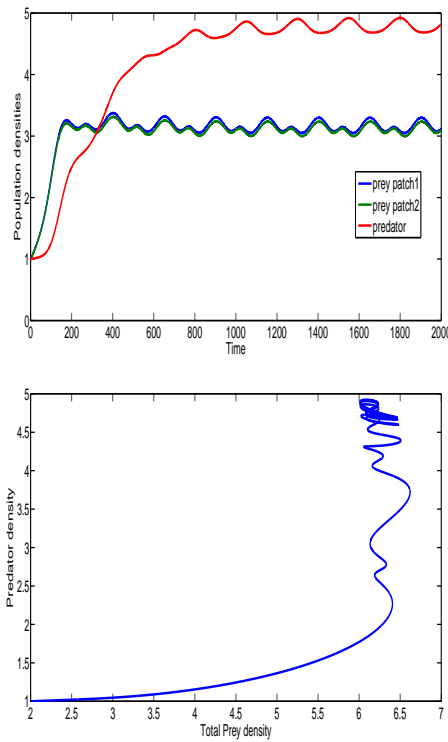 Population densities
5
4
3
2
1
0
prey patch1
prey patch2
predator
0 200 400 600 800 1000 1200 1400 1600 1800 2000
Time
Predator density
5
4.5
4
3.5
3
2.5
2
1.5
1
2 2.5 3 3.5 4 4.5 5 5.5 6 6.5 7
Total Prey density